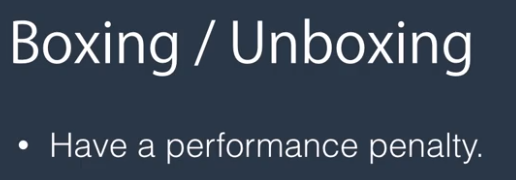 Boxing / Unboxing
• Have a performance penalty.